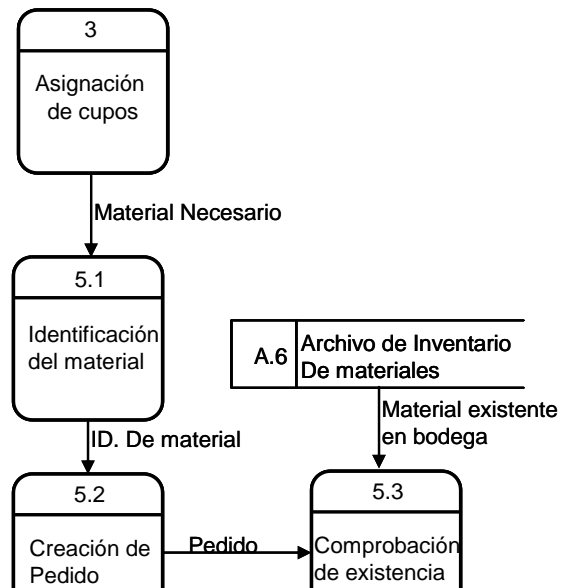 3
Asignación
de cupos
Material Necesario
5.1
Identificación
del material
A.6
Archivo de Inventario
De materiales
Material existente
en bodega
ID. De material
5.2
Creación de
Pedido
Pedido
5.3
Comprobación
de existencia